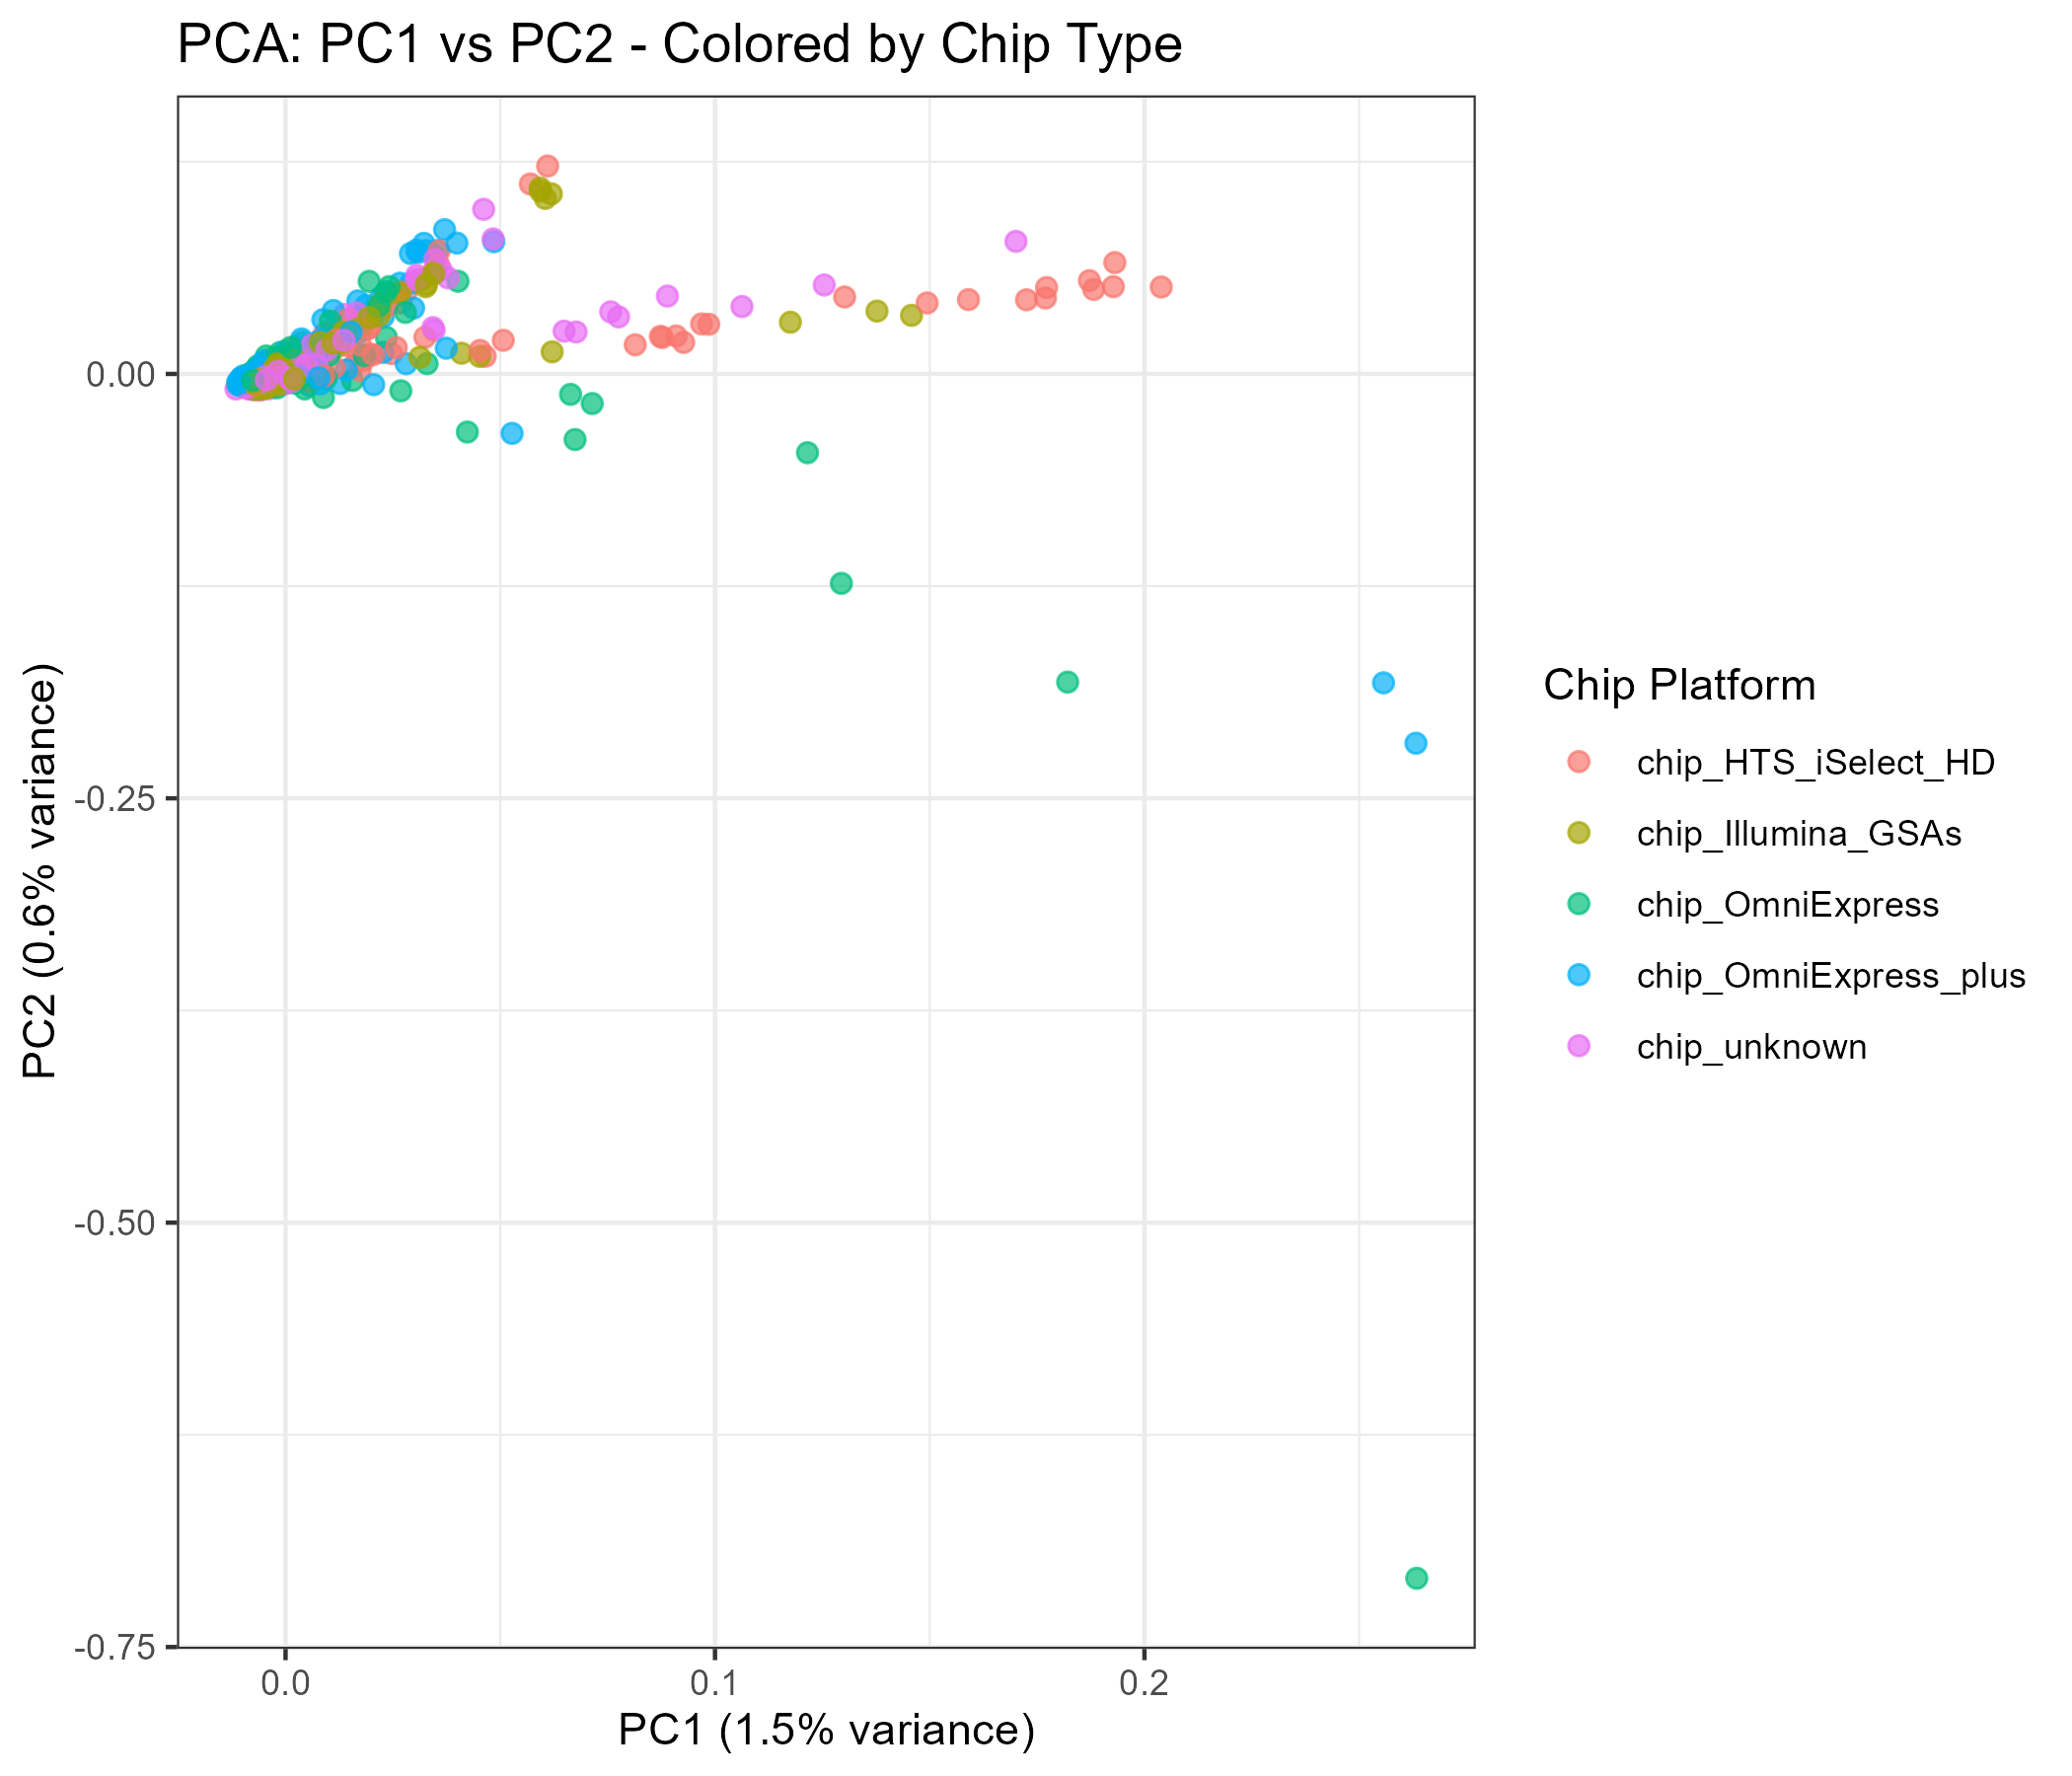 PCA: PC1 vs PC2 - Colored by Chip Type
0.00
-0.25
-0.50
-0.75
PC2 (0.6% variance)
0.0
0.1
0.2
PC1 (1.5% variance)
Chip Platform
chip_HTS_iSelect_HD
chip_Illumina_GSAs
chip_OmniExpress
chip_OmniExpress_plus
chip_unknown